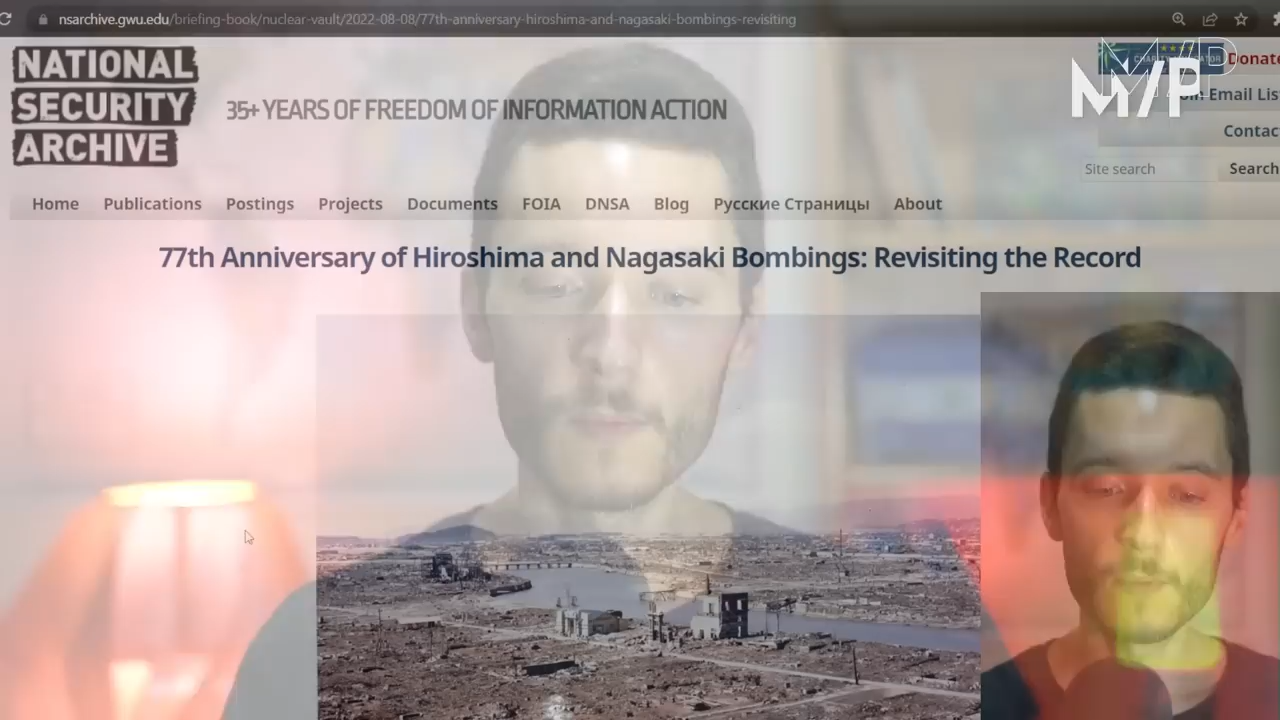 nsarchive.gwu.edu/briefing-book/nuclear-vault/2022-08-08/77th-anniversary-hiroshima-and-nagasaki-bombings-revisiting
NATIONAL
SECURITY
ARCHIVE
35+ YEARS OF FREEDOM OF INFORMATION ACTION
M/P
M/P
Donate
Email Lis
Contac
Site search
Search
Home
Publications
Postings
Projects
Documents
FOIA
DNSA
Blog
Русские Страницы
About
77th Anniversary of Hiroshima and Nagasaki Bombings: Revisiting the Record